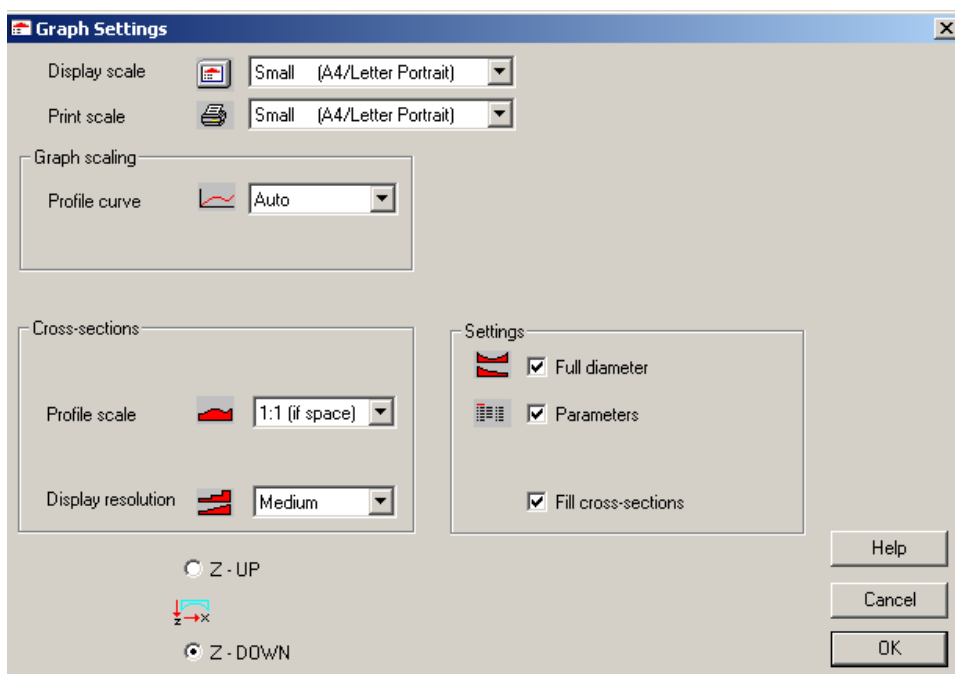 Graph Settings
Display scale Small (A4/Letter Portrait)
Print scale Small (A4/Letter Portrait)
Graph scaling
Profile curve Auto
Cross-sections
Profile scale 1:1 (if space)
Display resolution Medium
Settings
Full diameter
Parameters
Fill cross-sections
Z - UP
z x
Z - DOWN
Help
Cancel
OK